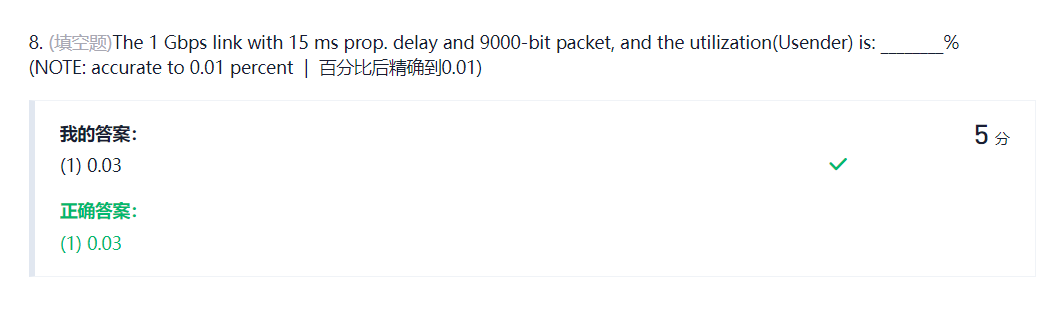 8. (填空题)The 1 Gbps link with 15 ms prop. delay and 9000-bit packet, and the utilization(Usender) is: ________%
(NOTE: accurate to 0.01 percent | 百分比后精确到0.01)
我的答案:
5 分
(1) 0.03
正确答案:
(1) 0.03